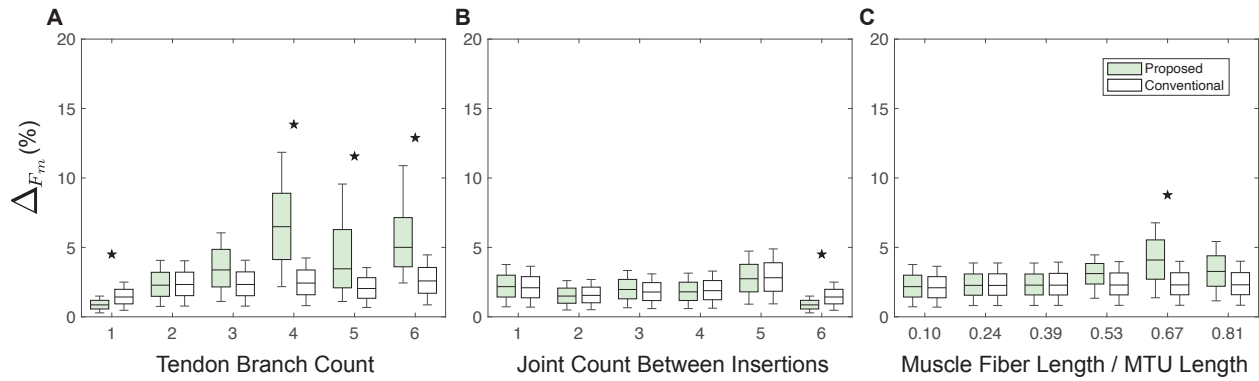 A
B
C
Δ_{F_m} (%)
20
15
10
5
0
1 2 3 4 5 6
Tendon Branch Count
20
15
10
5
0
1 2 3 4 5 6
Joint Count Between Insertions
20
15
10
5
0
Proposed
Conventional
0.10 0.24 0.39 0.53 0.67 0.81
Muscle Fiber Length / MTU Length